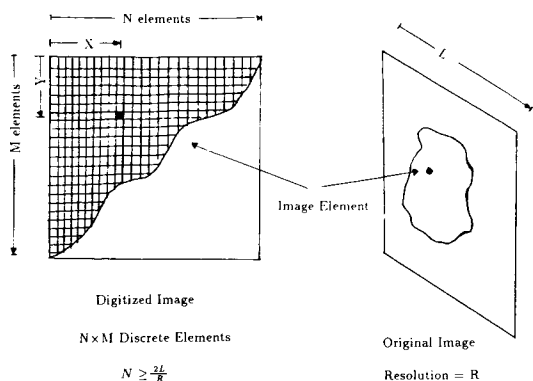 N elements
X
Y
M elements
L
Image Element
Digitized Image
N×M Discrete Elements
N ≥ 2L/R
Original Image
Resolution = R